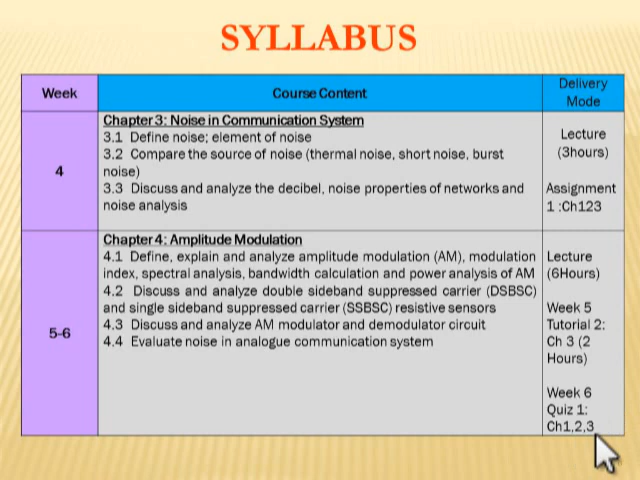 SYLLABUS
Week
Course Content
Delivery
Mode
4
Chapter 3: Noise in Communication System
3.1 Define noise; element of noise
3.2 Compare the source of noise (thermal noise, short noise, burst
noise)
3.3 Discuss and analyze the decibel, noise properties of networks and
noise analysis
Lecture
(3hours)
Assignment
1 :Ch123
5-6
Chapter 4: Amplitude Modulation
4.1 Define, explain and analyze amplitude modulation (AM), modulation
index, spectral analysis, bandwidth calculation and power analysis of AM
4.2 Discuss and analyze double sideband suppressed carrier (DSBSC)
and single sideband suppressed carrier (SSBSC) resistive sensors
4.3 Discuss and analyze AM modulator and demodulator circuit
4.4 Evaluate noise in analogue communication system
Lecture
(6Hours)
Week 5
Tutorial 2:
Ch 3 (2
Hours)
Week 6
Quiz 1:
Ch1,2,3